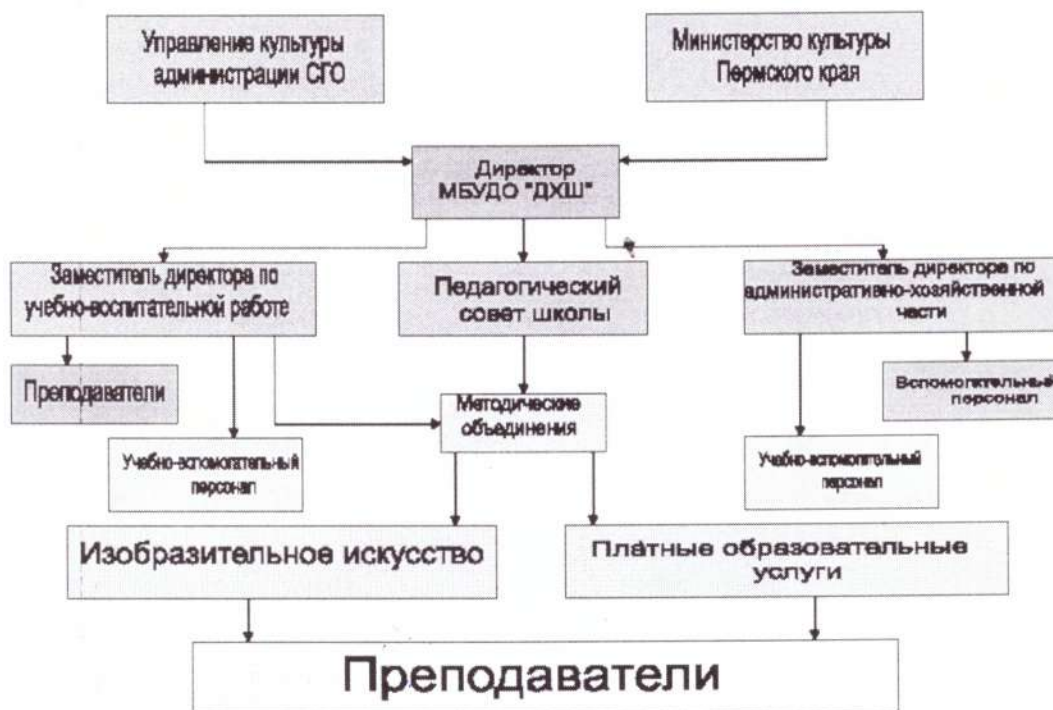 Управление культуры
администрации СГО
Министерство культуры
Пермского края
Директор
МБУДО "ДХШ"
Заместитель директора по
учебно-воспитательной работе
Педагогический
совет школы
Заместитель директора по
административно-хозяйственной
части
Преподаватели
Вспомогательный
персонал
Методические
объединения
Учебно-вспомогательный
персонал
Учебно-вспомогательный
персонал
Изобразительное искусство
Платные образовательные
услуги
Преподаватели